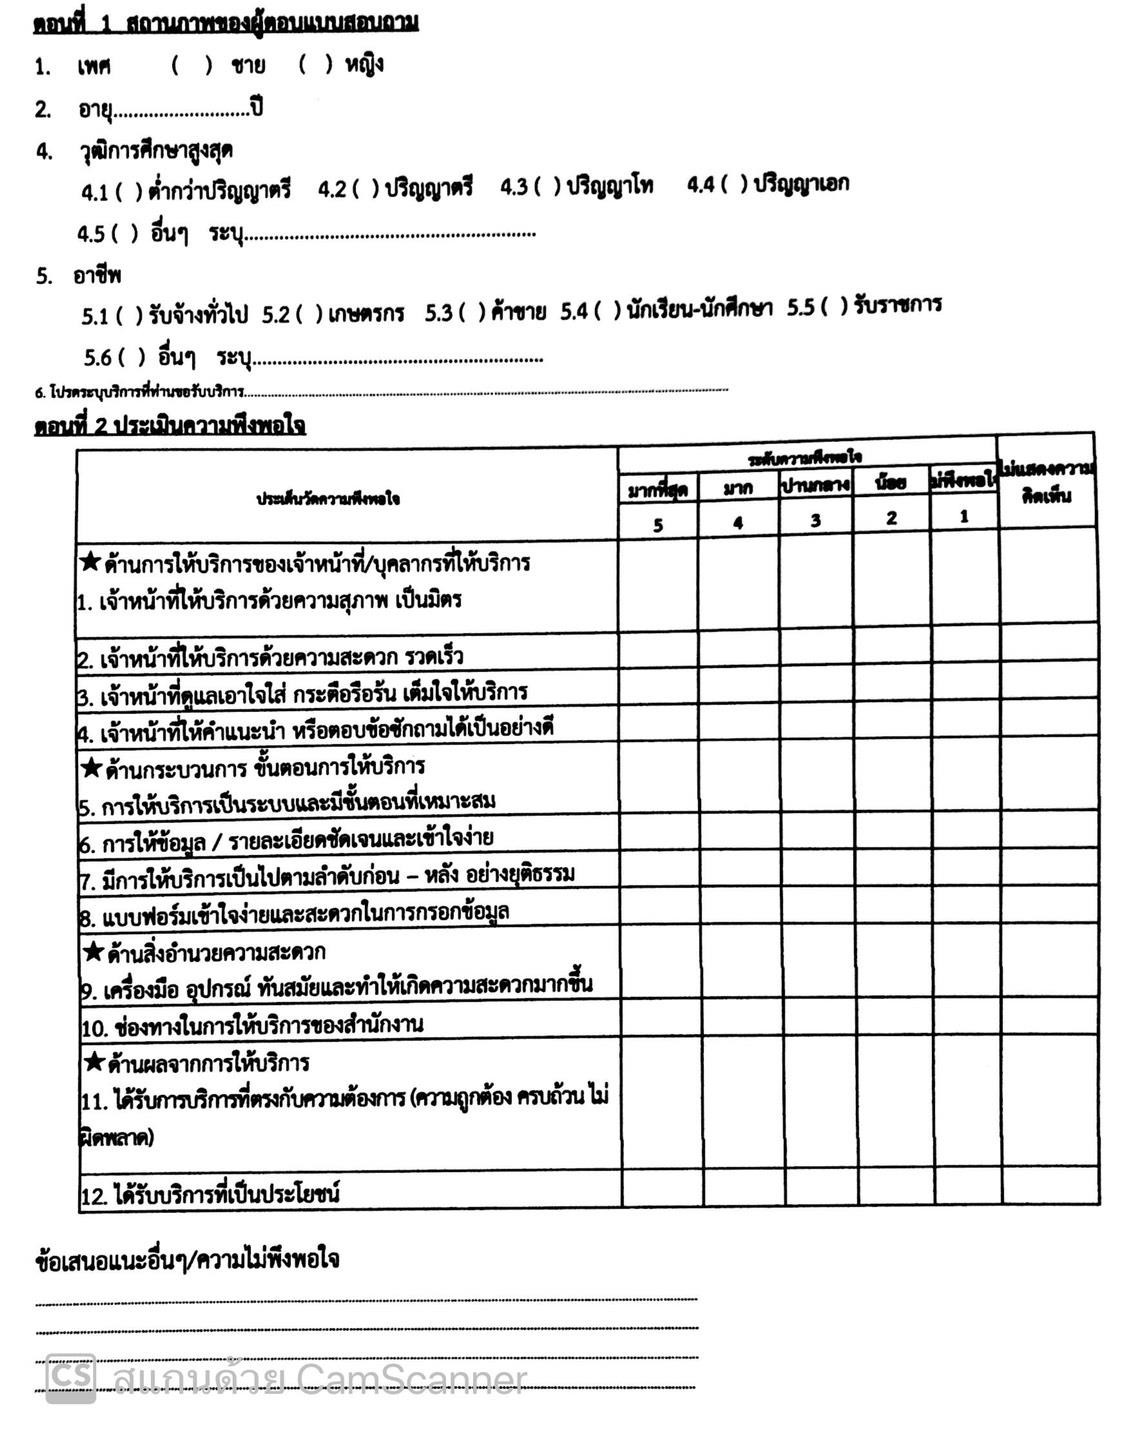 ตอนที่ 1 สถานภาพของผู้ตอบแบบสอบถาม
1. เพศ ( ) ชาย ( ) หญิง
2. อายุ...........................ปี
4. วุฒิการศึกษาสูงสุด
4.1 ( ) ต่ำกว่าปริญญาตรี 4.2 ( ) ปริญญาตรี 4.3 ( ) ปริญญาโท 4.4 ( ) ปริญญาเอก
4.5 ( ) อื่นๆ ระบุ..........................................................
5. อาชีพ
5.1 ( ) รับจ้างทั่วไป 5.2 ( ) เกษตรกร 5.3 ( ) ค้าขาย 5.4 ( ) นักเรียน-นักศึกษา 5.5 ( ) รับราชการ
5.6 ( ) อื่นๆ ระบุ..........................................................
6. โปรดระบุบริการที่ท่านขอรับบริการ..........................................................
ตอนที่ 2 ประเมินความพึงพอใจ
ประเด็นวัดความพึงพอใจ
ระดับความพึงพอใจ
ไม่แสดงความ
คิดเห็น
มากที่สุด มาก ปานกลาง น้อย ไม่พึงพอใจ
5 4 3 2 1
★ด้านการให้บริการของเจ้าหน้าที่/บุคลากรที่ให้บริการ
1. เจ้าหน้าที่ให้บริการด้วยความสุภาพ เป็นมิตร
2. เจ้าหน้าที่ให้บริการด้วยความสะดวก รวดเร็ว
3. เจ้าหน้าที่ดูแลเอาใจใส่ กระตือรือร้น เต็มใจให้บริการ
4. เจ้าหน้าที่ให้คำแนะนำ หรือตอบข้อซักถามได้เป็นอย่างดี
★ด้านกระบวนการ ขั้นตอนการให้บริการ
5. การให้บริการเป็นระบบและมีขั้นตอนที่เหมาะสม
6. การให้ข้อมูล / รายละเอียดชัดเจนและเข้าใจง่าย
7. มีการให้บริการเป็นไปตามลำดับก่อน – หลัง อย่างยุติธรรม
8. แบบฟอร์มเข้าใจง่ายและสะดวกในการกรอกข้อมูล
★ด้านสิ่งอำนวยความสะดวก
9. เครื่องมือ อุปกรณ์ ทันสมัยและทำให้เกิดความสะดวกมากขึ้น
10. ช่องทางในการให้บริการของสำนักงาน
★ด้านผลจากการให้บริการ
11. ได้รับการบริการที่ตรงกับความต้องการ (ความถูกต้อง ครบถ้วน ไม่
ผิดพลาด)
12. ได้รับบริการที่เป็นประโยชน์
ข้อเสนอแนะอื่นๆ/ความไม่พึงพอใจ
CS สแกนด้วย CamScanner